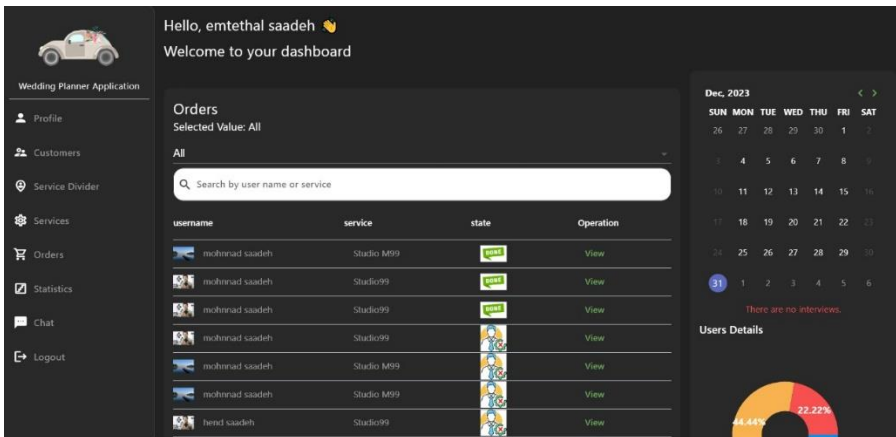 Hello, emtethal saadeh 👋
Welcome to your dashboard
Wedding Planner Application
Profile
Customers
Service Divider
Services
Orders
Statistics
Chat
Logout
Orders
Selected Value: All
All
Search by user name or service
username service state Operation
mohnnad saadeh Studio M99 DONE View
mohnnad saadeh Studio99 DONE View
mohnnad saadeh Studio99 DONE View
mohnnad saadeh Studio99 View
mohnnad saadeh Studio M99 View
mohnnad saadeh Studio M99 View
hend saadeh Studio99 View
Dec, 2023 < >
SUN MON TUE WED THU FRI SAT
26 27 28 29 30 1 2
3 4 5 6 7 8 9
10 11 12 13 14 15 16
17 18 19 20 21 22 23
24 25 26 27 28 29 30
31 1 2 3 4 5 6
There are no interviews.
Users Details
44.44%
22.22%